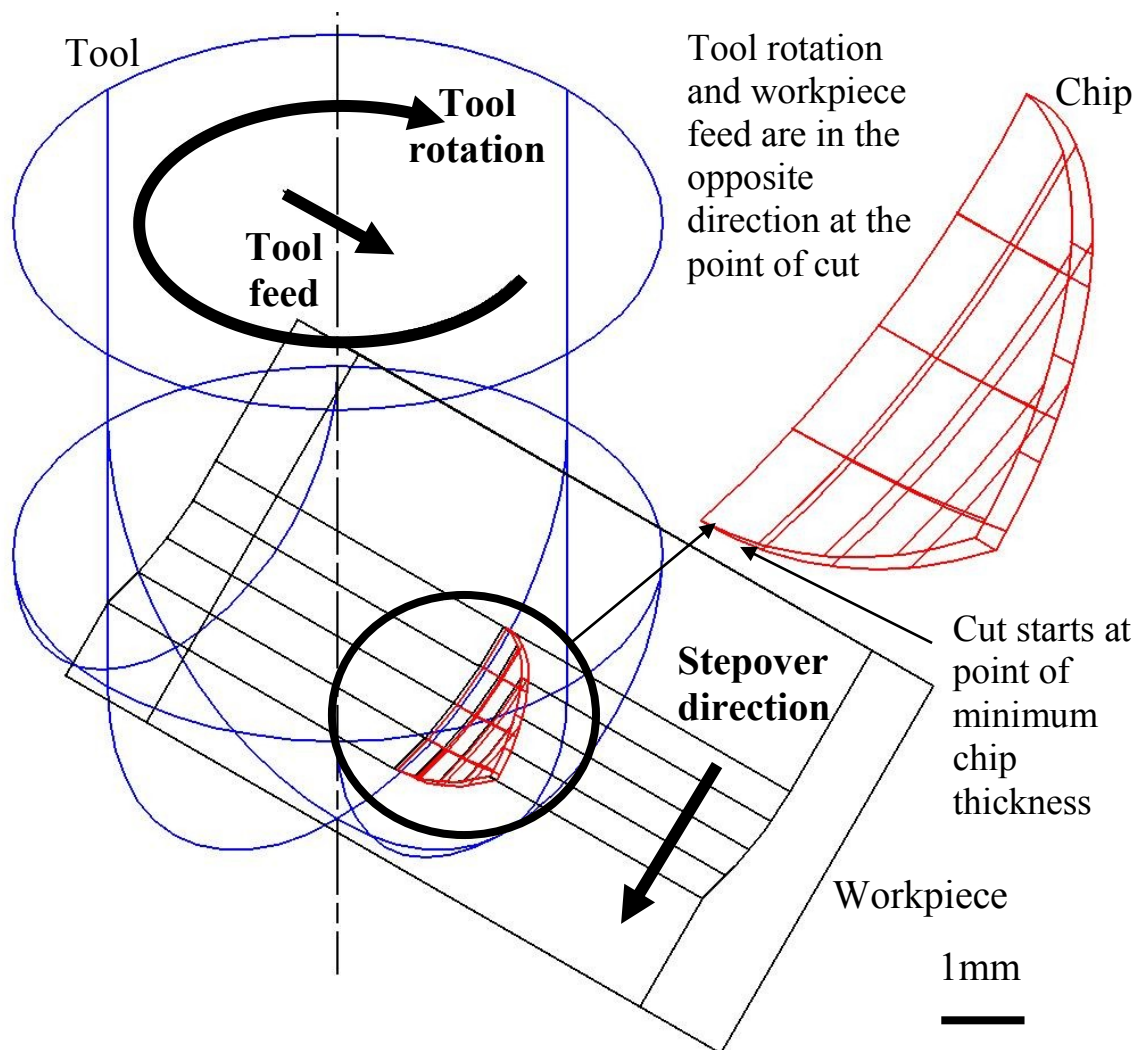 Tool
Tool
rotation
Tool
feed
Tool rotation
and workpiece
feed are in the
opposite
direction at the
point of cut
Chip
Stepover
direction
Cut starts at
point of
minimum
chip
thickness
Workpiece
1mm